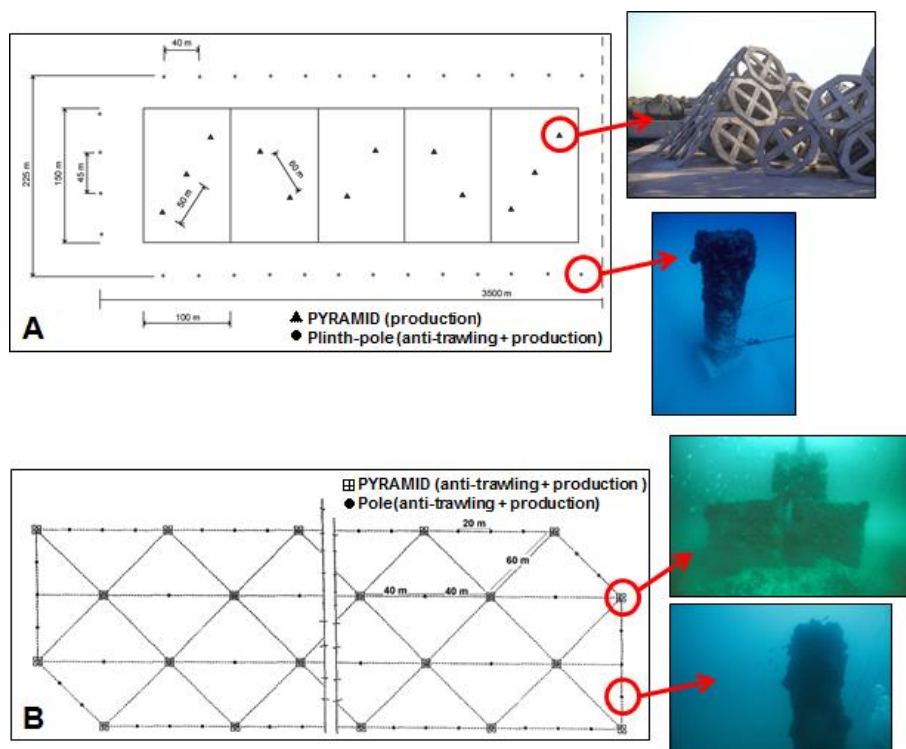 40 m
225 m
150 m
45 m
50 m
60 m
3500 m
100 m
A
PYRAMID (production)
Plinth-pole (anti-trawling + production)
PYRAMID (anti-trawling + production )
Pole(anti-trawling + production)
20 m
60 m
40 m
40 m
B